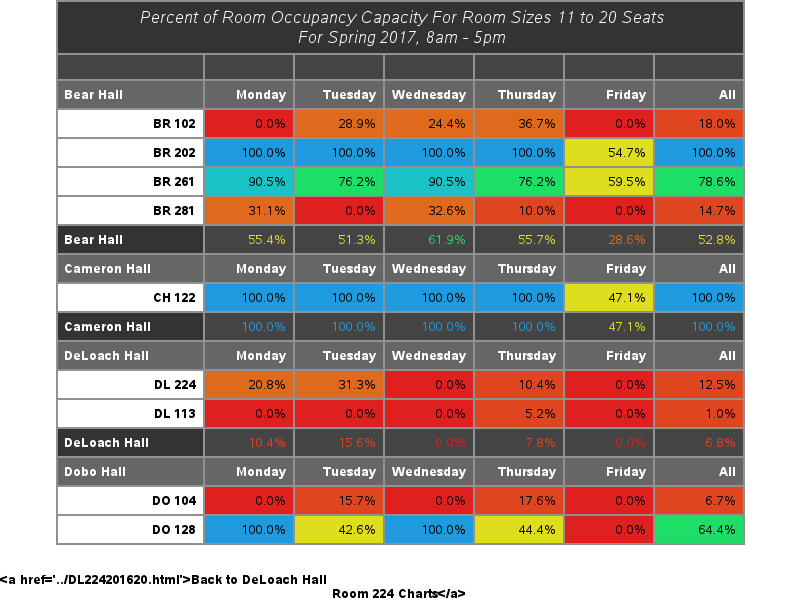 Percent of Room Occupancy Capacity For Room Sizes 11 to 20 Seats
For Spring 2017, 8am - 5pm
Bear Hall Monday Tuesday Wednesday Thursday Friday All
BR 102 0.0% 28.9% 24.4% 36.7% 0.0% 18.0%
BR 202 100.0% 100.0% 100.0% 100.0% 54.7% 100.0%
BR 261 90.5% 76.2% 90.5% 76.2% 59.5% 78.6%
BR 281 31.1% 0.0% 32.6% 10.0% 0.0% 14.7%
Bear Hall 55.4% 51.3% 61.9% 55.7% 28.6% 52.8%
Cameron Hall Monday Tuesday Wednesday Thursday Friday All
CH 122 100.0% 100.0% 100.0% 100.0% 47.1% 100.0%
Cameron Hall 100.0% 100.0% 100.0% 100.0% 47.1% 100.0%
DeLoach Hall Monday Tuesday Wednesday Thursday Friday All
DL 224 20.8% 31.3% 0.0% 10.4% 0.0% 12.5%
DL 113 0.0% 0.0% 0.0% 5.2% 0.0% 1.0%
DeLoach Hall 10.4% 15.6% 0.0% 7.8% 0.0% 6.8%
Dobo Hall Monday Tuesday Wednesday Thursday Friday All
DO 104 0.0% 15.7% 0.0% 17.6% 0.0% 6.7%
DO 128 100.0% 42.6% 100.0% 44.4% 0.0% 64.4%
<a href='../DL224201620.html'>Back to DeLoach Hall
Room 224 Charts</a>